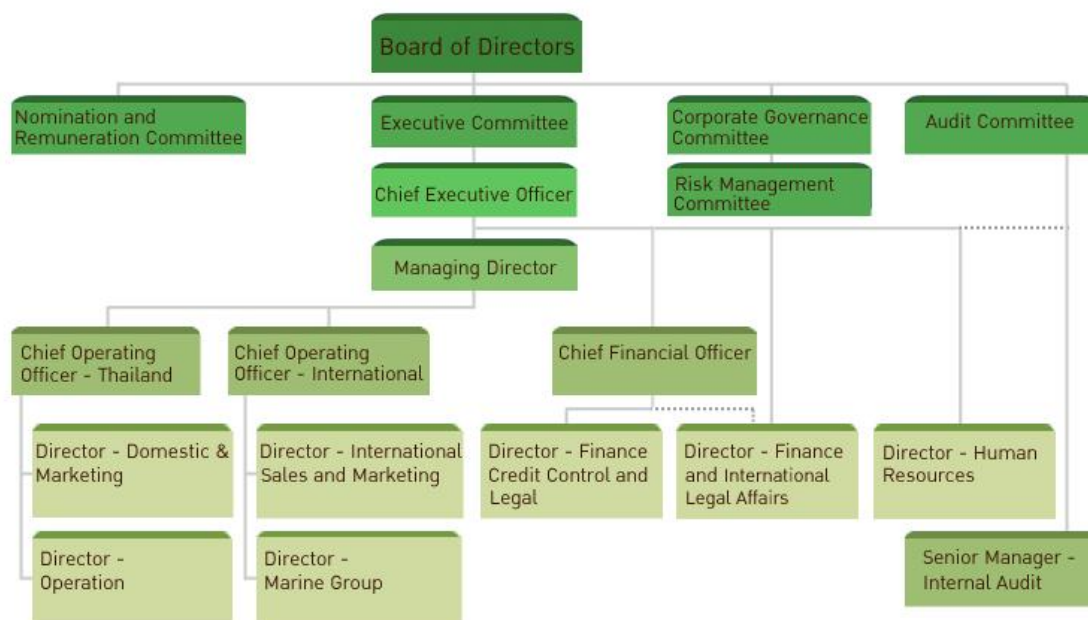 Board of Directors
Nomination and
Remuneration Committee
Executive Committee
Corporate Governance
Committee
Audit Committee
Chief Executive Officer
Risk Management
Committee
Managing Director
Chief Operating
Officer - Thailand
Chief Operating
Officer - International
Chief Financial Officer
Director - Domestic &
Marketing
Director - International
Sales and Marketing
Director - Finance
Credit Control and
Legal
Director - Finance
and International
Legal Affairs
Director - Human
Resources
Director -
Operation
Director -
Marine Group
Senior Manager -
Internal Audit